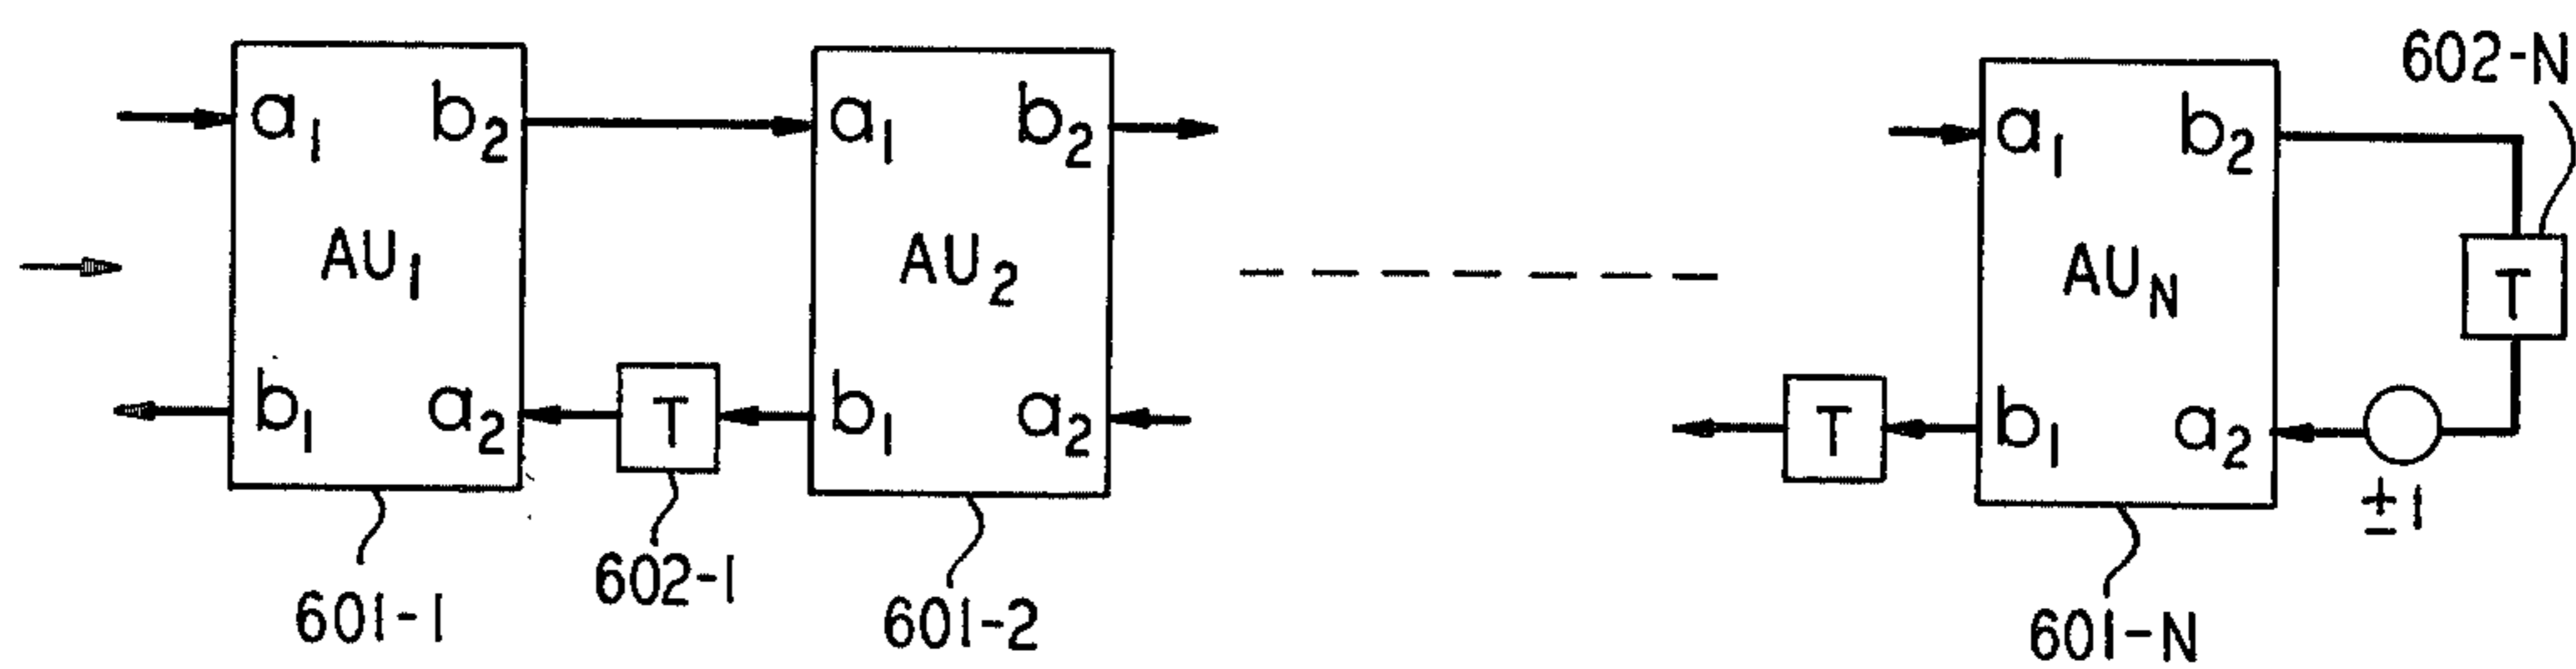 602-N
a1 b2
a1 b2
a1 b2
AU1
AU2
AUN
T
b1 a2
T
b1 a2
T
b1 a2
±1
602-1
601-1
601-2
601-N